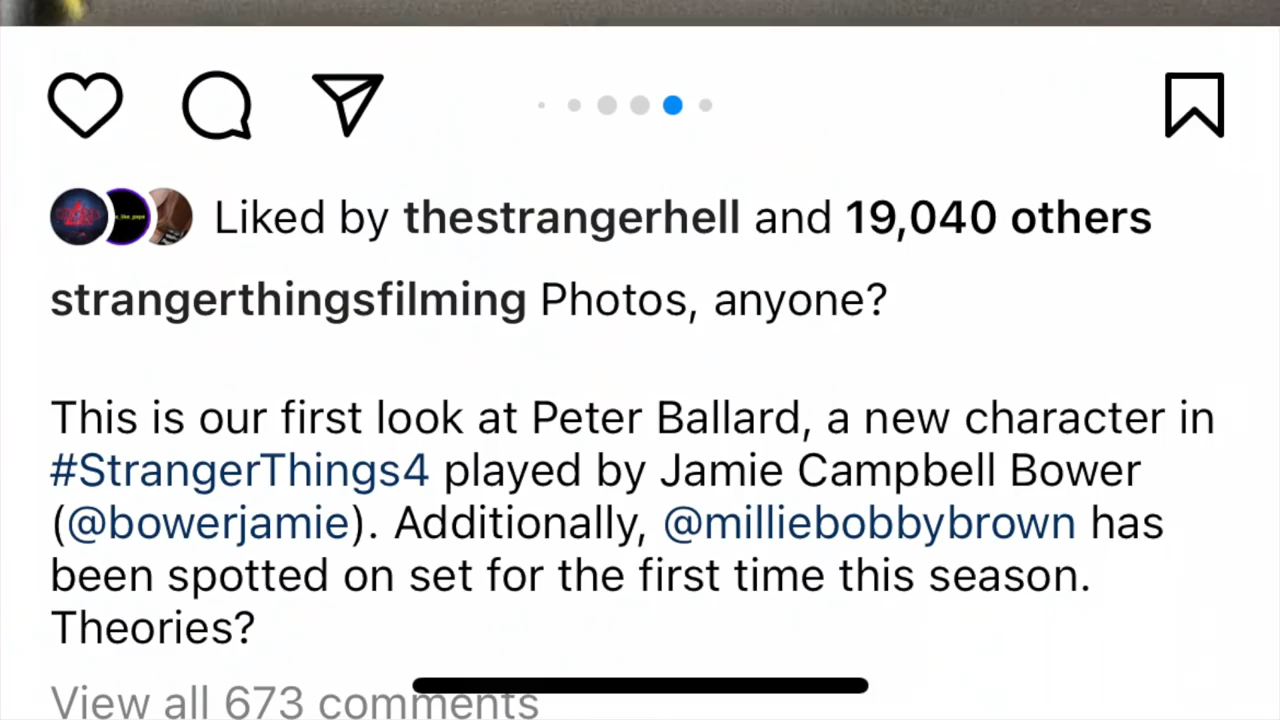 Liked by thestrangerhell and 19,040 others
strangerthingsfilming Photos, anyone?
This is our first look at Peter Ballard, a new character in
#StrangerThings4 played by Jamie Campbell Bower
(@bowerjamie). Additionally, @milliebobbybrown has
been spotted on set for the first time this season.
Theories?
View all 673 comments